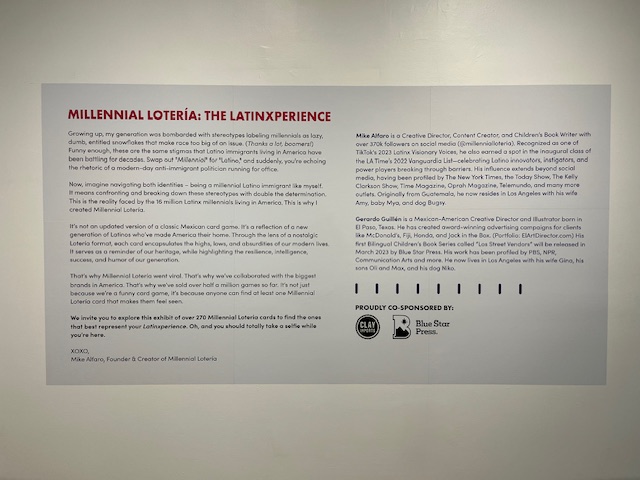 MILLENNIAL LOTERÍA: THE LATINXPERIENCE
Growing up, my generation was bombarded with stereotypes labeling millennials as lazy,
dumb, entitled snowflakes that make race too big of an issue. (Thanks a lot, boomers!)
Funny enough, these are the same stigmas that Latino immigrants living in America have
been battling for decades. Swap out "Millennial" for "Latino," and suddenly, you're echoing
the rhetoric of a modern-day anti-immigrant politician running for office.
Now, imagine navigating both identities – being a millennial Latino immigrant like myself.
It means confronting and breaking down these stereotypes with double the determination.
This is the reality faced by the 16 million Latinx millennials living in America. This is why I
created Millennial Lotería.
It's not an updated version of a classic Mexican card game. It's a reflection of a new
generation of Latinos who've made America their home. Through the lens of a nostalgic
Lotería format, each card encapsulates the highs, lows, and absurdities of our modern lives.
It serves as a reminder of our heritage, while highlighting the resilience, intelligence,
success, and humor of our generation.
That's why Millennial Lotería went viral. That's why we've collaborated with the biggest
brands in America. That's why we've sold over half a million games so far. It's not just
because we're a funny card game, it's because anyone can find at least one Millennial
Lotería card that makes them feel seen.
We invite you to explore this exhibit of over 270 Millennial Lotería cards to find the ones
that best represent your Latinxperience. Oh, and you should totally take a selfie while
you're here.
XOXO,
Mike Alfaro, Founder & Creator of Millennial Lotería
Mike Alfaro is a Creative Director, Content Creator, and Children's Book Writer with
over 370k followers on social media (@millennialloteria). Recognized as one of
TikTok's 2023 Latinx Visionary Voices, he also earned a spot in the inaugural class of
the LA Time's 2022 Vanguardia List—celebrating Latino innovators, instigators, and
power players breaking through barriers. His influence extends beyond social
media, having been profiled by The New York Times, the Today Show, The Kelly
Clarkson Show, Time Magazine, Oprah Magazine, Telemundo, and many more
outlets. Originally from Guatemala, he now resides in Los Angeles with his wife
Amy, baby Mya, and dog Bugsy.
Gerardo Guillén is a Mexican-American Creative Director and Illustrator born in
El Paso, Texas. He has created award-winning advertising campaigns for clients
like McDonald's, Fiji, Honda, and Jack in the Box. (Portfolio: ElArtDirector.com) His
first Bilingual Children's Book Series called "Los Street Vendors" will be released in
March 2023 by Blue Star Press. His work has been profiled by PBS, NPR,
Communication Arts and more. He now lives in Los Angeles with his wife Gina, his
sons Oli and Max, and his dog Niko.
PROUDLY CO-SPONSORED BY:
CLAY
IMPORTS
Blue Star
Press.